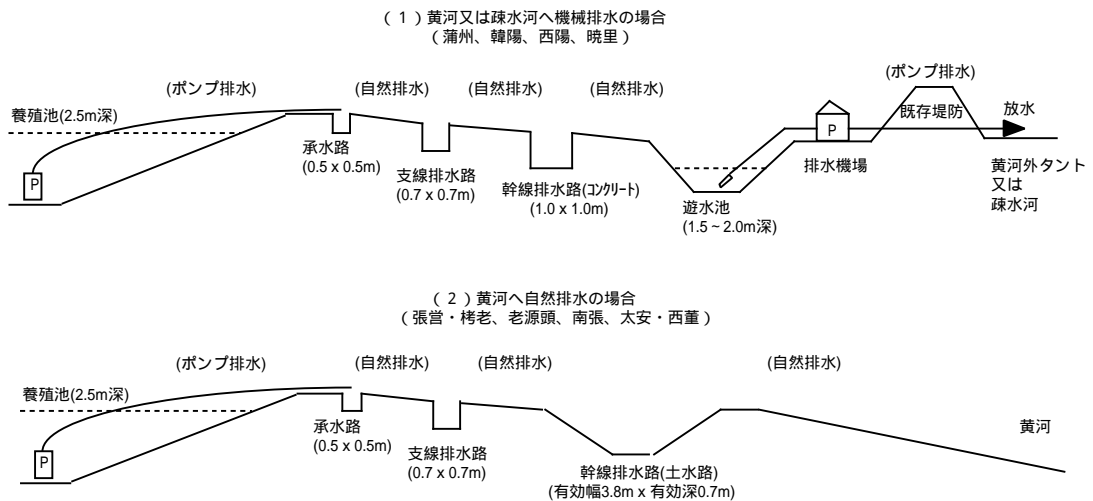 (１)黄河又は疎水河へ機械排水の場合
(蒲州、韓陽、西陽、暁里)
(ポンプ排水)
(ポンプ排水)
(自然排水)
(自然排水)
(自然排水)
養殖池(2.5m深)
既存堤防
放水
P
承水路
(0.5 x 0.5m)
支線排水路
(0.7 x 0.7m)
幹線排水路(ｺﾝｸﾘｰﾄ)
(1.0 x 1.0m)
排水機場
黄河外タント
又は
疎水河
P
遊水池
(1.5 ~ 2.0m深)
(２)黄河へ自然排水の場合
(張営・栲老、老源頭、南張、太安・西董)
(ポンプ排水)
(自然排水)
(自然排水)
(自然排水)
養殖池(2.5m深)
承水路
(0.5 x 0.5m)
黄河
支線排水路
(0.7 x 0.7m)
P
幹線排水路(土水路)
(有効幅3.8m x 有効深0.7m)